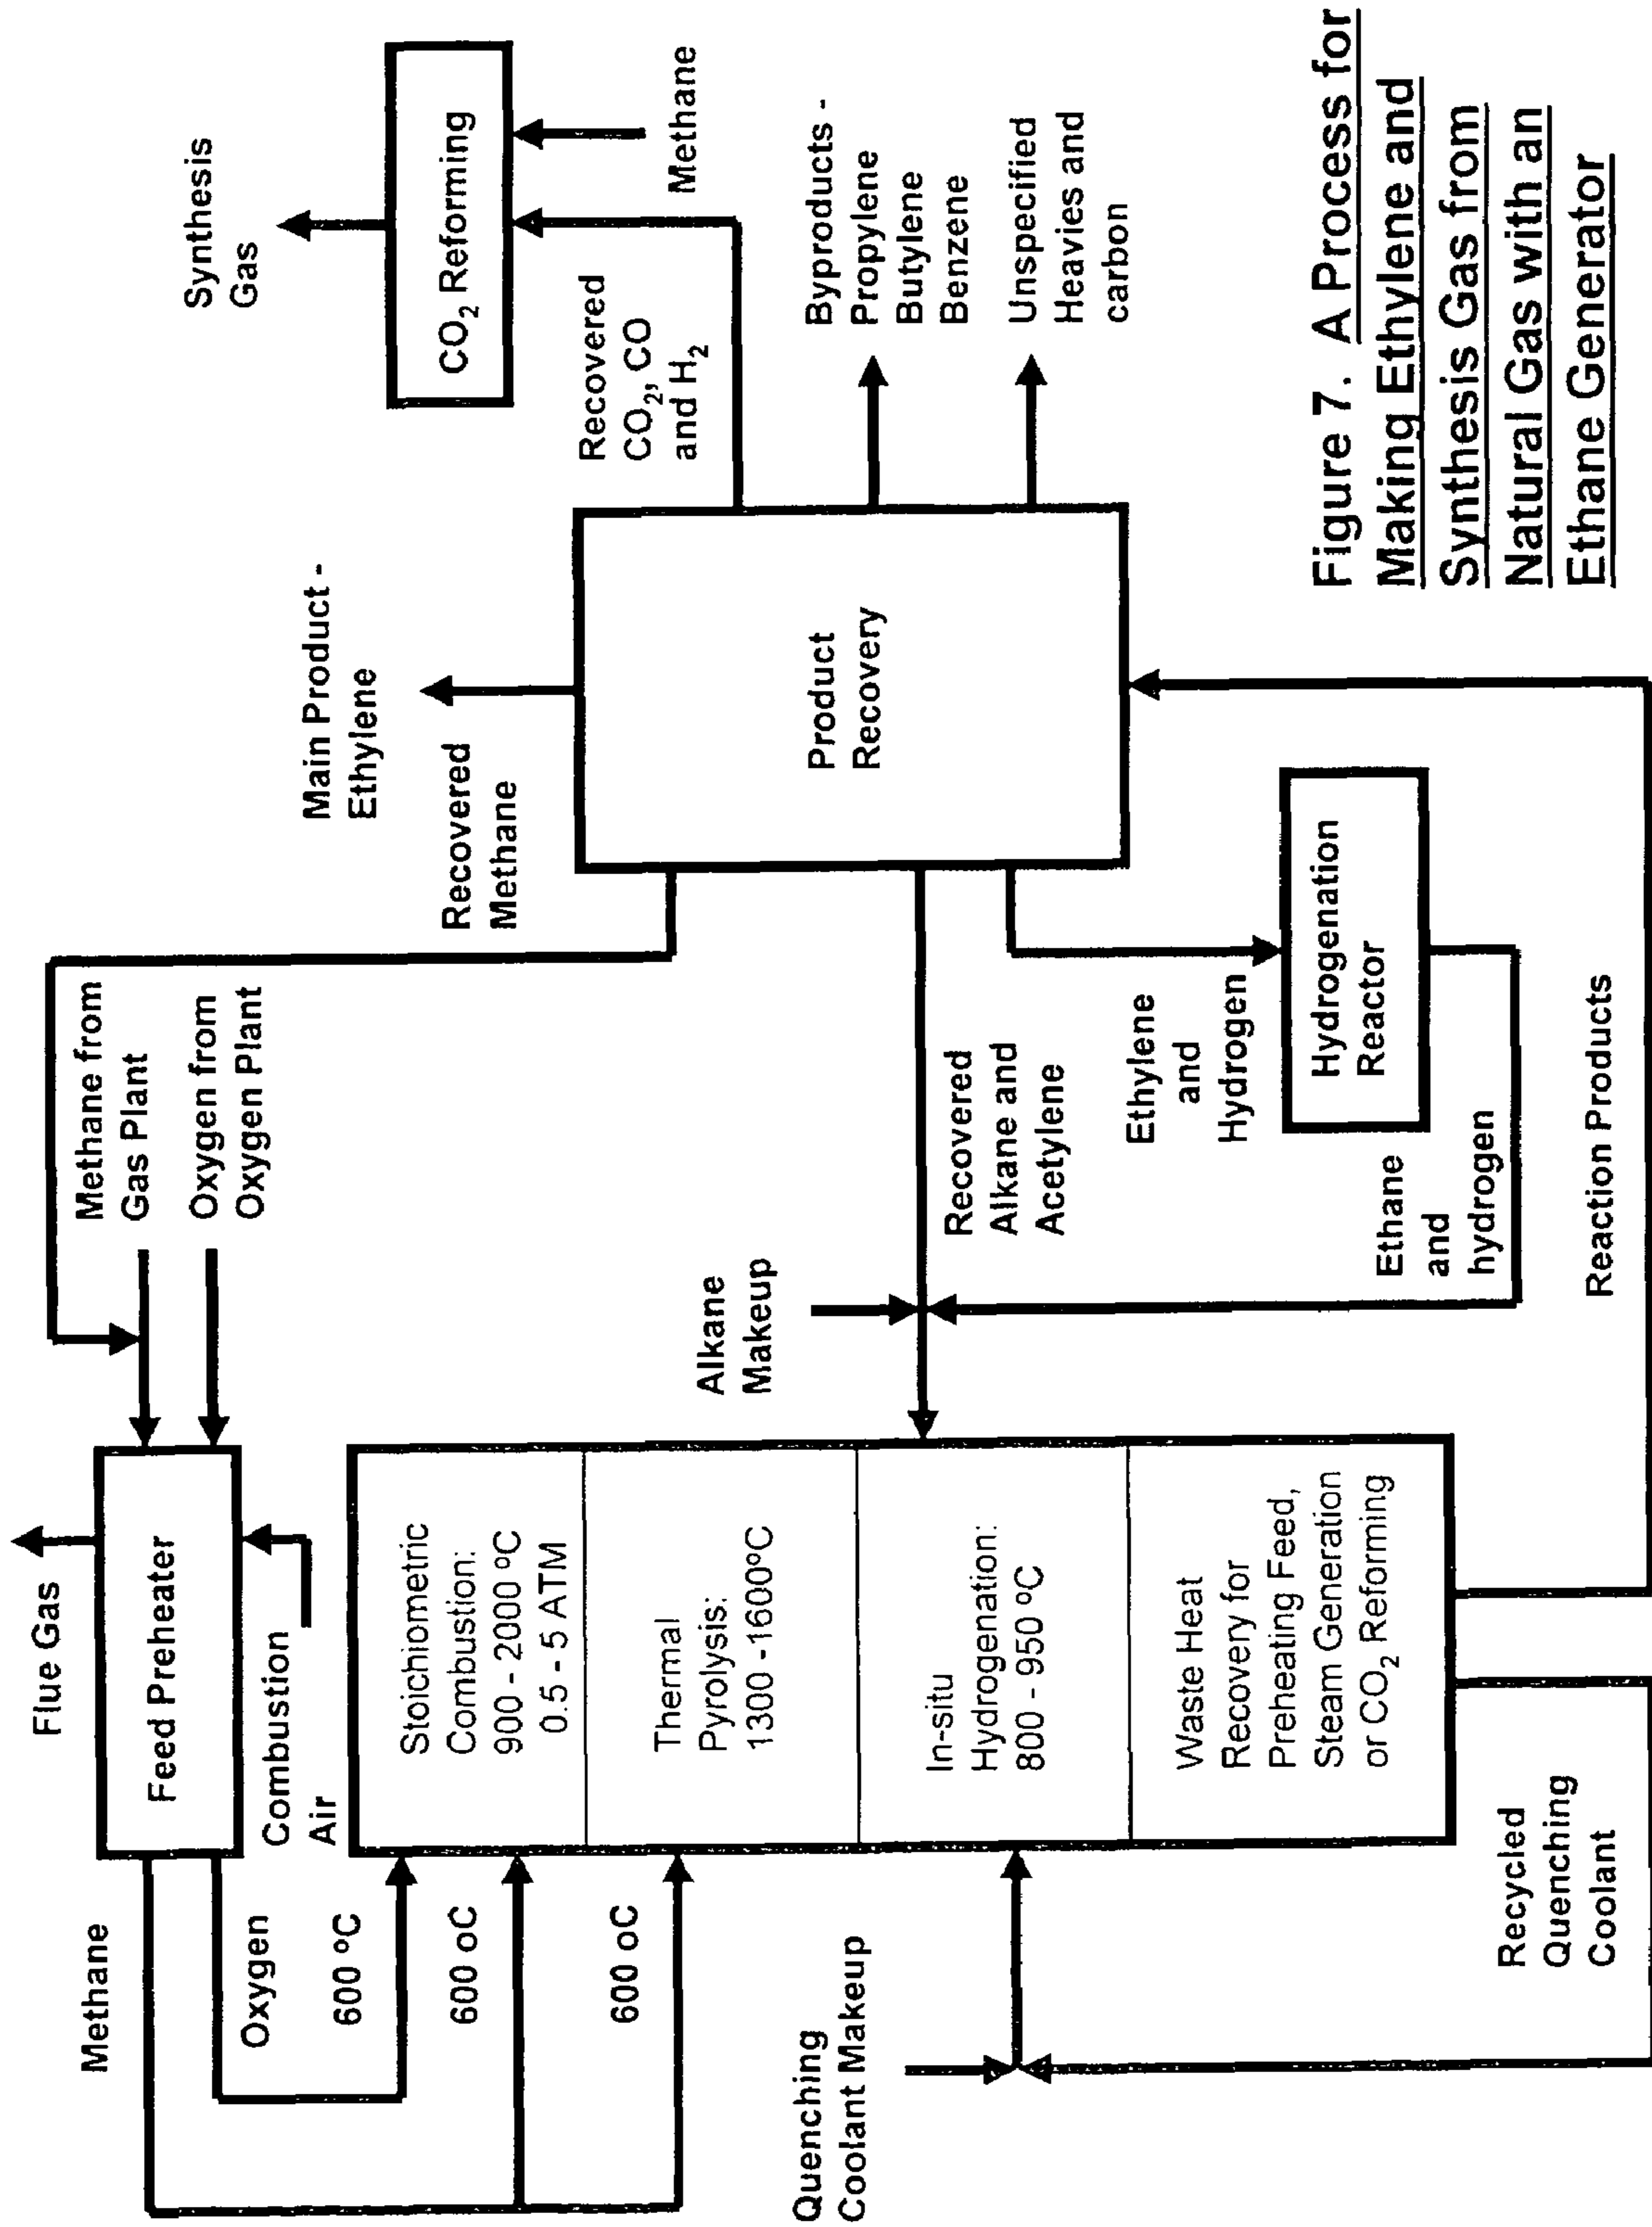 Flue Gas
Feed Preheater
Methane from
Gas Plant
Oxygen from
Oxygen Plant
Methane
Oxygen
Combustion
Air
600 ºC
600 oC
600 oC
Stoichiometric
Combustion:
900 - 2000 ºC
0.5 - 5 ATM
Thermal
Pyrolysis:
1300 -1600ºC
In-situ
Hydrogenation:
800 - 950 ºC
Waste Heat
Recovery for
Preheating Feed,
Steam Generation
or CO₂ Reforming
Quenching
Coolant Makeup
Recycled
Quenching
Coolant
Alkane
Makeup
Recovered
Alkane and
Acetylene
Ethylene
and
Hydrogen
Hydrogenation
Reactor
Ethane
and
hydrogen
Reaction Products
Recovered
Methane
Main Product -
Ethylene
Product
Recovery
Synthesis
Gas
CO₂ Reforming
Recovered
CO₂, CO
and H₂
Methane
Byproducts -
Propylene
Butylene
Benzene
Unspecified
Heavies and
carbon
Figure 7. A Process for
Making Ethylene and
Synthesis Gas from
Natural Gas with an
Ethane Generator